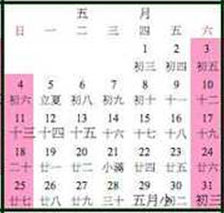 五 月
日 一 二 三 四 五 六
1 2 3
初三 初四 初五
4 5 6 7 8 9 10
初六 立夏 初八 初九 初十 十一 十二
11 12 13 14 15 16 17
十三 十四 十五 十六 十七 十八 十九
18 19 20 21 22 23 24
二十 廿一 廿二 小滿 廿四 廿五 廿六
25 26 27 28 29 30 31
廿七 廿八 廿九 三十 五月小 初二 初三